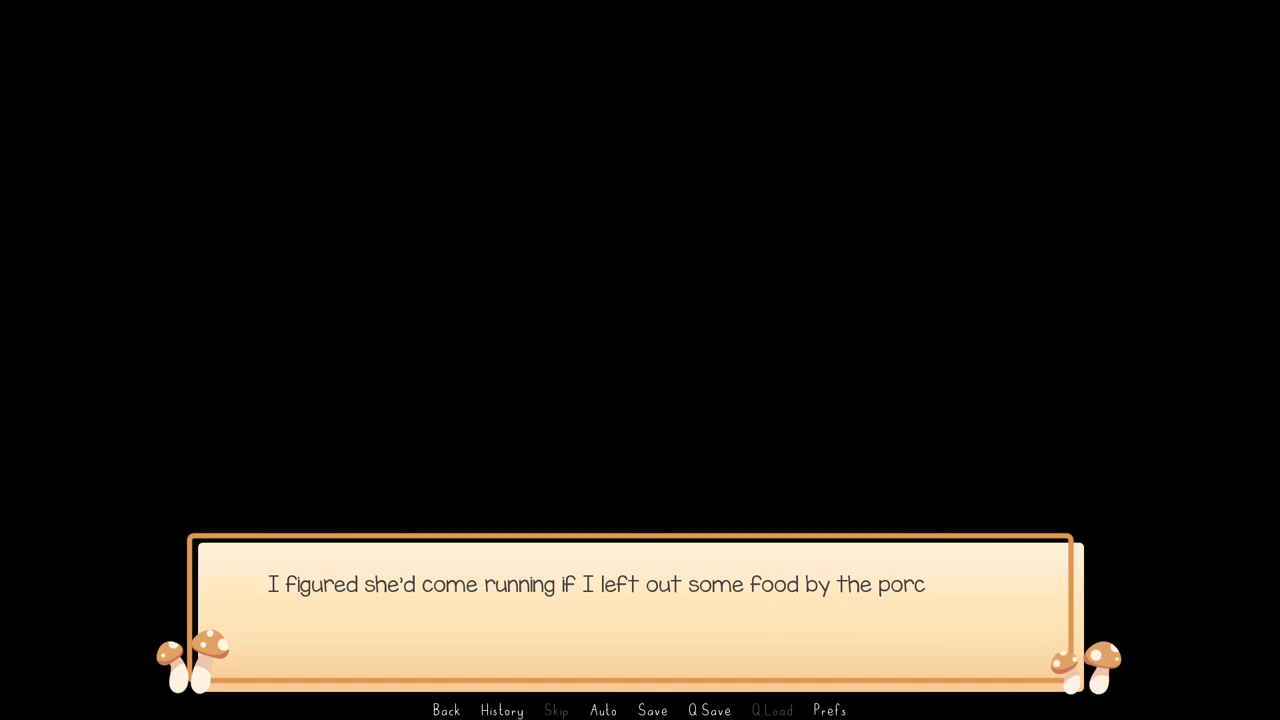 I figured she'd come running if I left out some food by the porc
Back History Skip Auto Save Q.Save Q.Load Prefs